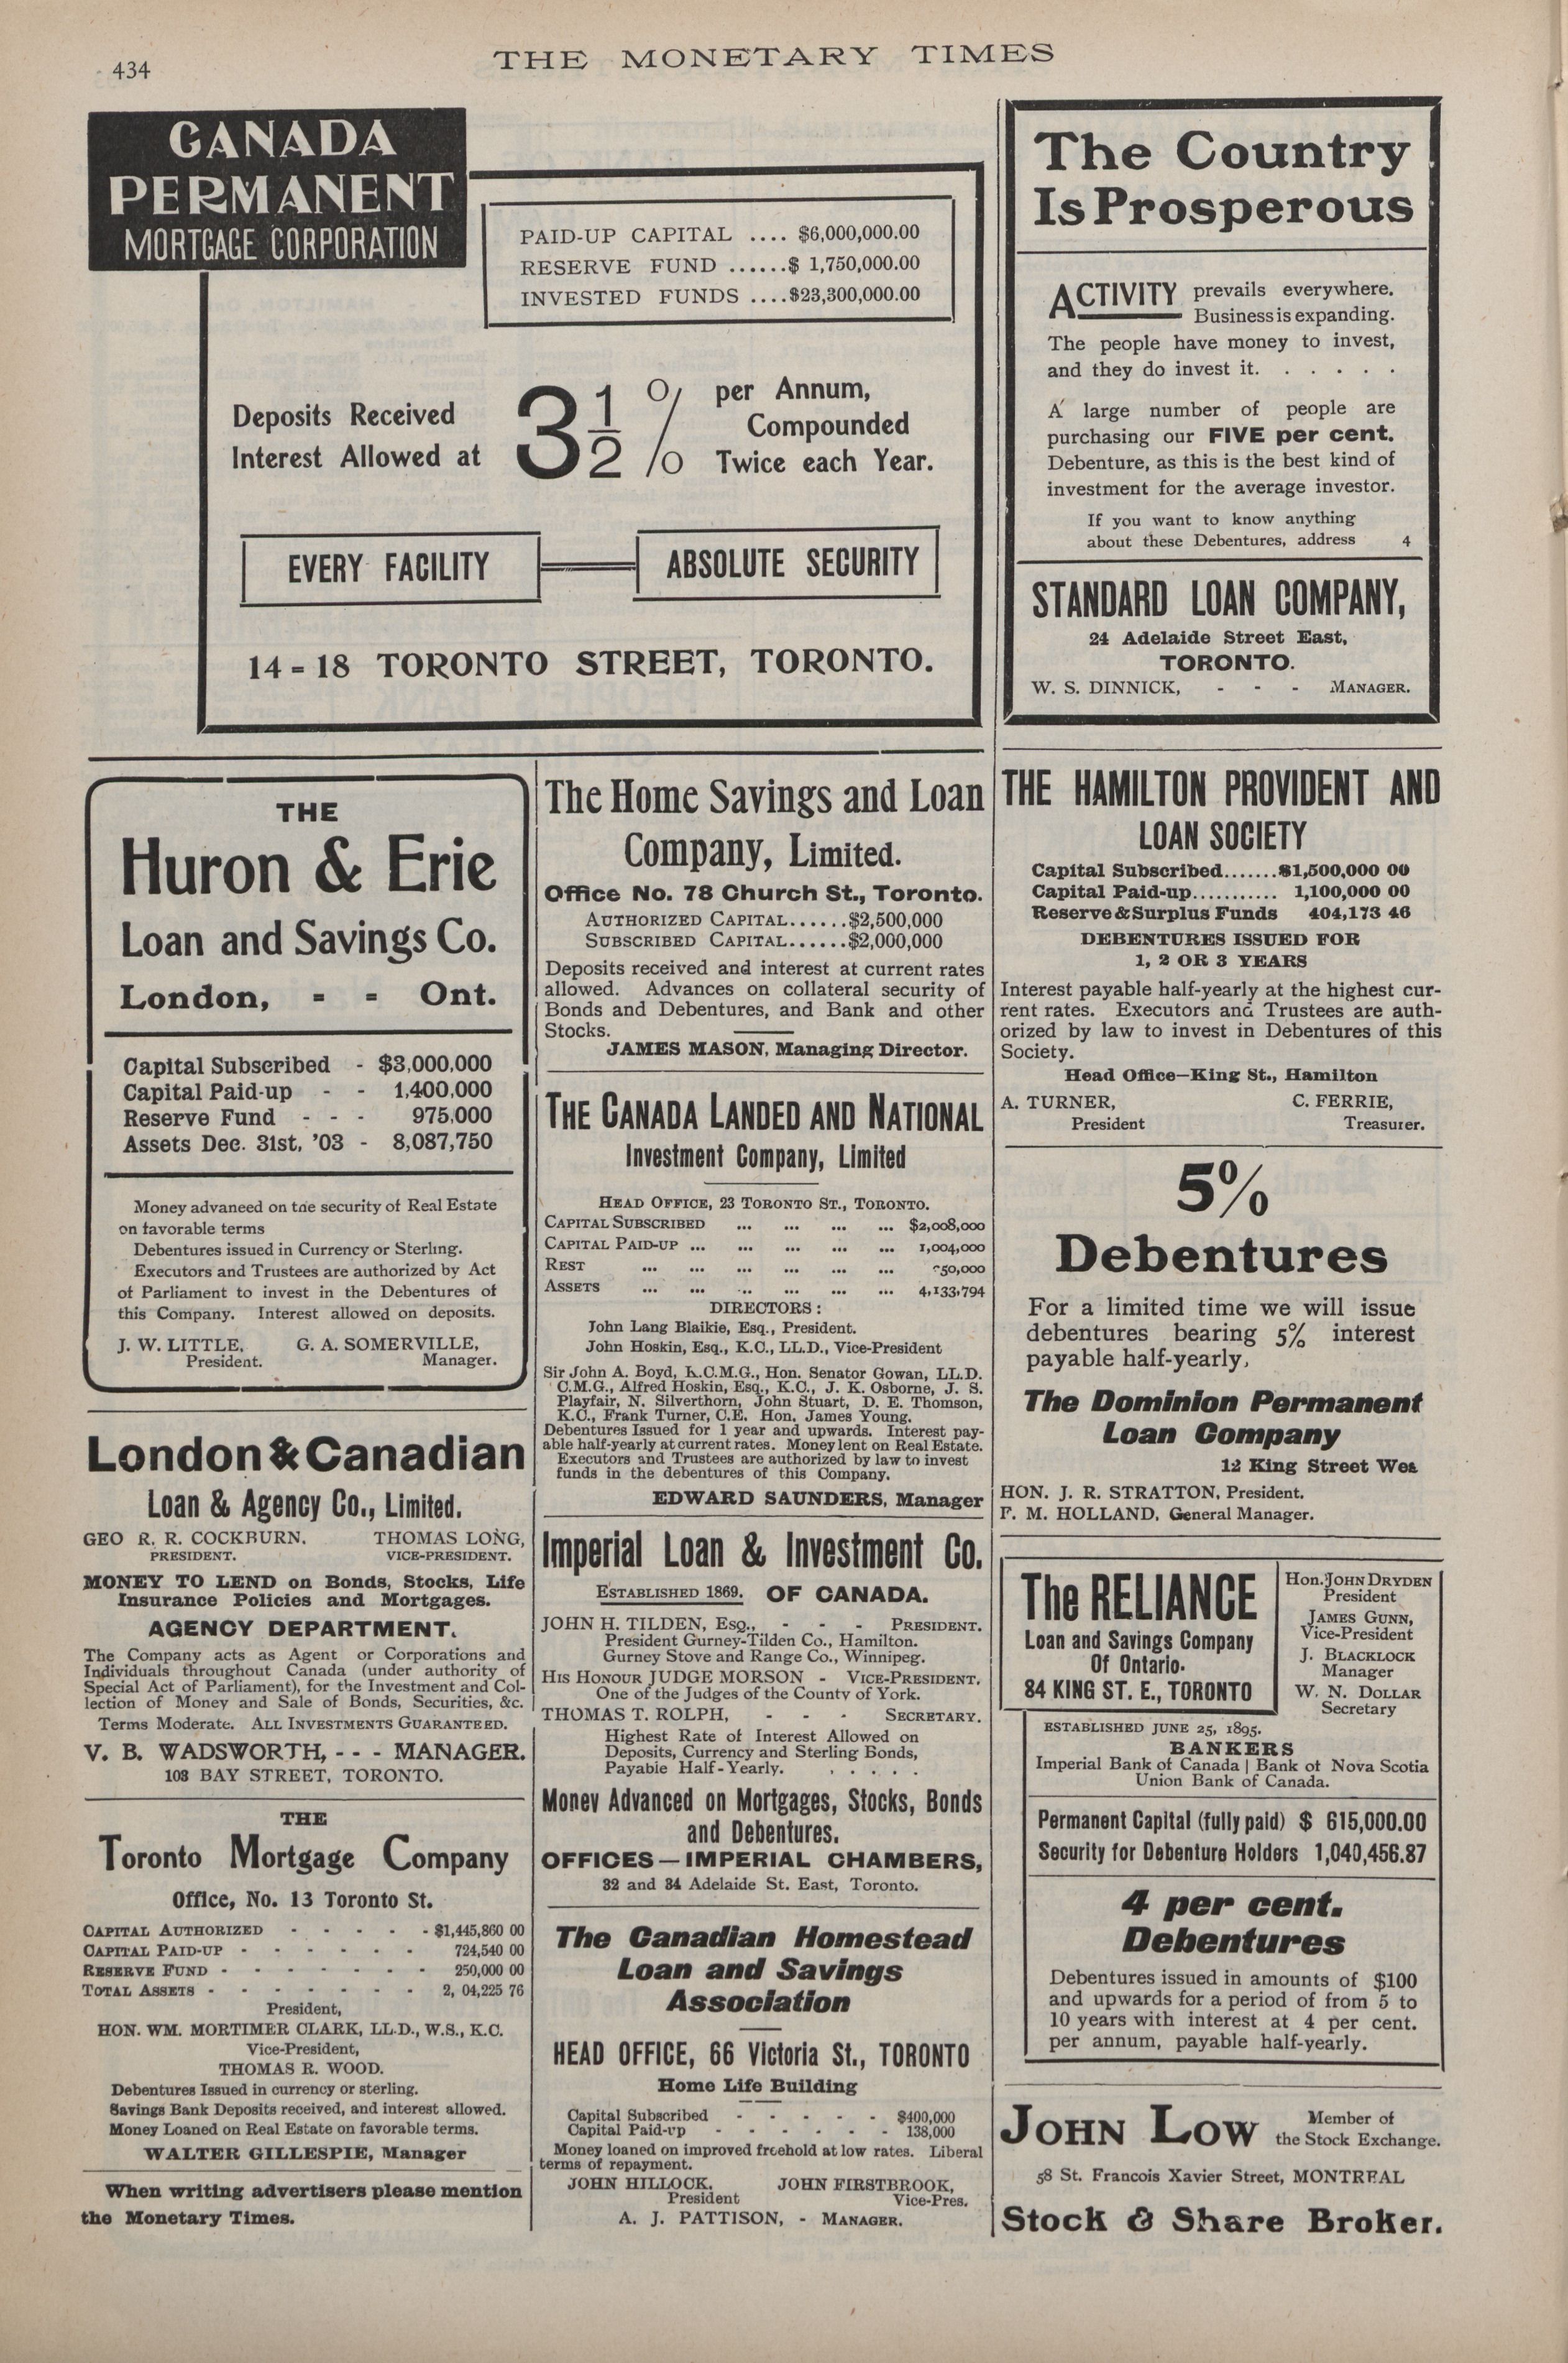 434
THE MONETARY TIMES
CANADA
PERMANENT
MORTGAGE CORPORATION
PAID-UP CAPITAL .... $6,000,000.00
RESERVE FUND ......$ 1,750,000.00
INVESTED FUNDS ....$23,300,000.00
Deposits Received
Interest Allowed at
3½ %
per Annum,
Compounded
Twice each Year.
EVERY FACILITY
ABSOLUTE SECURITY
14-18 TORONTO STREET, TORONTO.
The Country
Is Prosperous
ACTIVITY prevails everywhere.
Business is expanding.
The people have money to invest,
and they do invest it. . . . . .
A large number of people are
purchasing our FIVE per cent.
Debenture, as this is the best kind of
investment for the average investor.
If you want to know anything
about these Debentures, address 4
STANDARD LOAN COMPANY,
24 Adelaide Street East,
TORONTO.
W. S. DINNICK, - - - MANAGER.
THE
Huron & Erie
Loan and Savings Co.
London, - - Ont.
Capital Subscribed - $3,000,000
Capital Paid-up - - 1,400,000
Reserve Fund - - - 975,000
Assets Dec. 31st, '03 - 8,087,750
Money advaneed on tne security of Real Estate
on favorable terms
Debentures issued in Currency or Sterling.
Executors and Trustees are authorized by Act
of Parliament to invest in the Debentures of
this Company. Interest allowed on deposits.
J. W. LITTLE, G. A. SOMERVILLE,
President. Manager.
London & Canadian
Loan & Agency Co., Limited.
GEO R. R. COCKBURN, THOMAS LONG,
PRESIDENT. VICE-PRESIDENT.
MONEY TO LEND on Bonds, Stocks, Life
Insurance Policies and Mortgages.
AGENCY DEPARTMENT.
The Company acts as Agent or Corporations and
Individuals throughout Canada (under authority of
Special Act of Parliament), for the Investment and Col-
lection of Money and Sale of Bonds, Securities, &c.
Terms Moderate. ALL INVESTMENTS GUARANTEED.
V. B. WADSWORTH, - - - MANAGER.
103 BAY STREET, TORONTO.
THE
Toronto Mortgage Company
Office, No. 13 Toronto St.
CAPITAL AUTHORIZED - - - - - $1,445,860 00
CAPITAL PAID-UP - - - - - - 724,540 00
RESERVE FUND - - - - - - - 250,000 00
TOTAL ASSETS - - - - - - - 2, 04,225 76
President,
HON. WM. MORTIMER CLARK, LL.D., W.S., K.C.
Vice-President,
THOMAS R. WOOD.
Debentures Issued in currency or sterling.
Savings Bank Deposits received, and interest allowed.
Money Loaned on Real Estate on favorable terms.
WALTER GILLESPIE, Manager
When writing advertisers please mention
the Monetary Times.
The Home Savings and Loan
Company, Limited.
Office No. 78 Church St., Toronto.
AUTHORIZED CAPITAL......$2,500,000
SUBSCRIBED CAPITAL......$2,000,000
Deposits received and interest at current rates
allowed. Advances on collateral security of
Bonds and Debentures, and Bank and other
Stocks.
JAMES MASON, Managing Director.
THE CANADA LANDED AND NATIONAL
Investment Company, Limited
HEAD OFFICE, 23 TORONTO ST., TORONTO.
CAPITAL SUBSCRIBED ... ... ... ... $2,008,000
CAPITAL PAID-UP ... ... ... ... ... 1,004,000
REST ... ... ... ... ... ... 50,000
ASSETS ... ... ... ... ... ... 4,133,794
DIRECTORS:
John Lang Blaikie, Esq., President.
John Hoskin, Esq., K.C., LL.D., Vice-President
Sir John A. Boyd, K.C.M.G., Hon. Senator Gowan, LL.D.
C.M.G., Alfred Hoskin, Esq., K.C., J. K. Osborne, J. S.
Playfair, N. Silverthorn, John Stuart, D. E. Thomson,
K.C., Frank Turner, C.E. Hon. James Young.
Debentures Issued for 1 year and upwards. Interest pay-
able half-yearly at current rates. Money lent on Real Estate.
Executors and Trustees are authorized by law to invest
funds in the debentures of this Company.
EDWARD SAUNDERS, Manager
Imperial Loan & Investment Co.
ESTABLISHED 1869. OF CANADA.
JOHN H. TILDEN, Esq., - - - PRESIDENT.
President Gurney-Tilden Co., Hamilton.
Gurney Stove and Range Co., Winnipeg.
HIS HONOUR JUDGE MORSON - VICE-PRESIDENT.
One of the Judges of the County of York.
THOMAS T. ROLPH, - - - SECRETARY.
Highest Rate of Interest Allowed on
Deposits, Currency and Sterling Bonds,
Payable Half-Yearly. . . . . .
Money Advanced on Mortgages, Stocks, Bonds
and Debentures.
OFFICES—IMPERIAL CHAMBERS,
32 and 34 Adelaide St. East, Toronto.
The Canadian Homestead
Loan and Savings
Association
HEAD OFFICE, 66 Victoria St., TORONTO
Home Life Building
Capital Subscribed - - - - - $400,000
Capital Paid-up - - - - - - 138,000
Money loaned on improved freehold at low rates. Liberal
terms of repayment.
JOHN HILLOCK, JOHN FIRSTBROOK,
President Vice-Pres.
A. J. PATTISON, - MANAGER.
THE HAMILTON PROVIDENT AND
LOAN SOCIETY
Capital Subscribed.......$1,500,000 00
Capital Paid-up........... 1,100,000 00
Reserve & Surplus Funds 404,173 46
DEBENTURES ISSUED FOR
1, 2 OR 3 YEARS
Interest payable half-yearly at the highest cur-
rent rates. Executors and Trustees are auth-
orized by law to invest in Debentures of this
Society.
Head Office—King St., Hamilton
A. TURNER, C. FERRIE,
President Treasurer.
5%
Debentures
For a limited time we will issue
debentures bearing 5% interest
payable half-yearly,
The Dominion Permanent
Loan Company
12 King Street Wes
HON. J. R. STRATTON, President.
F. M. HOLLAND, General Manager.
The RELIANCE
Loan and Savings Company
Of Ontario.
84 KING ST. E., TORONTO
Hon. JOHN DRYDEN
President
JAMES GUNN,
Vice-President
J. BLACKLOCK
Manager
W. N. DOLLAR
Secretary
ESTABLISHED JUNE 25, 1895.
BANKERS
Imperial Bank of Canada | Bank of Nova Scotia
Union Bank of Canada.
Permanent Capital (fully paid) $ 615,000.00
Security for Debenture Holders 1,040,456.87
4 per cent.
Debentures
Debentures issued in amounts of $100
and upwards for a period of from 5 to
10 years with interest at 4 per cent.
per annum, payable half-yearly.
JOHN LOW Member of
the Stock Exchange.
58 St. Francois Xavier Street, MONTREAL
Stock & Share Broker.